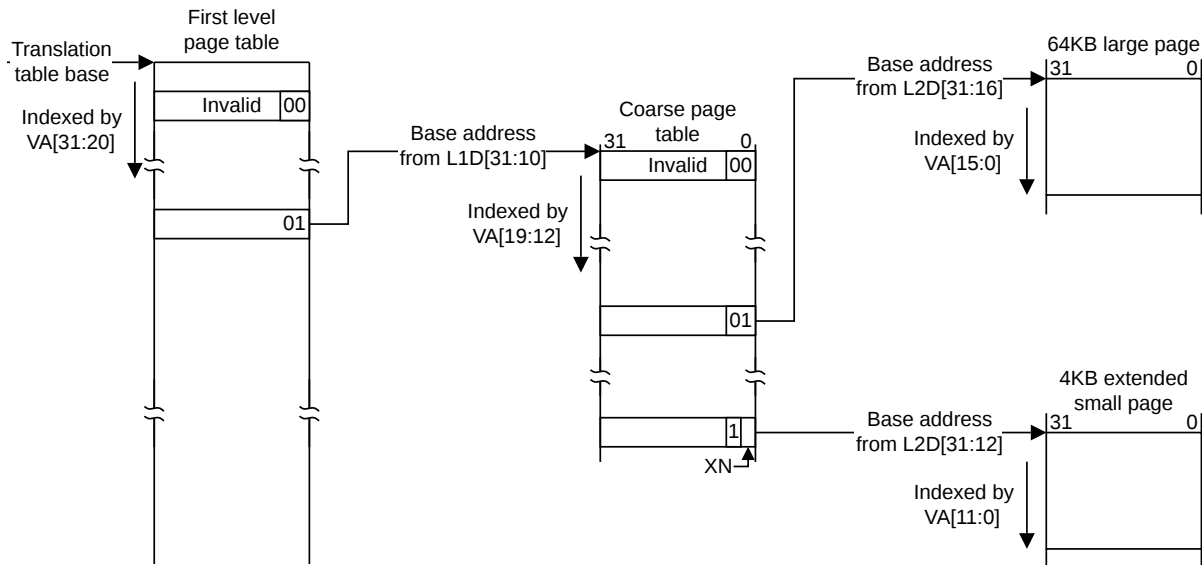 First level
page table
Translation
table base
Invalid 00
Indexed by
VA[31:20]
01
Base address
from L1D[31:10]
Coarse page
table
31 0
Invalid 00
Indexed by
VA[19:12]
01
1
XN
Base address
from L2D[31:16]
64KB large page
31 0
Indexed by
VA[15:0]
Base address
from L2D[31:12]
4KB extended
small page
31 0
Indexed by
VA[11:0]